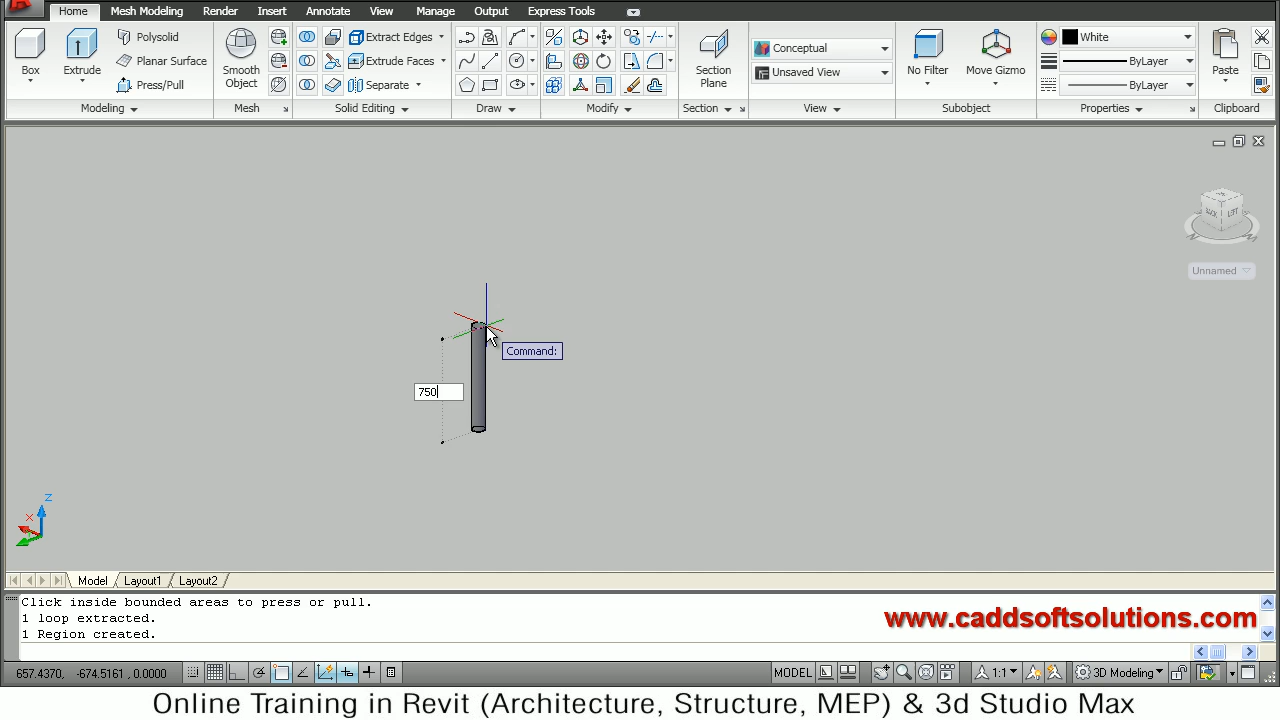 Home Mesh Modeling Render Insert Annotate View Manage Output Express Tools
Box
Extrude
Polysolid
Planar Surface
Press/Pull
Modeling
Smooth
Object
Mesh
Extract Edges
Extrude Faces
Separate
Solid Editing
Draw
Modify
Section
Plane
Section
Conceptual
Unsaved View
View
No Filter
Move Gizmo
Subobject
White
ByLayer
ByLayer
Properties
Paste
Clipboard
Unnamed
Command:
750
Z
X
Model Layout1 Layout2
Click inside bounded areas to press or pull.
1 loop extracted.
1 Region created.
www.caddsoftsolutions.com
657.4370, -674.5161, 0.0000
MODEL
1:1
3D Modeling
Online Training in Revit (Architecture, Structure, MEP) & 3d Studio Max